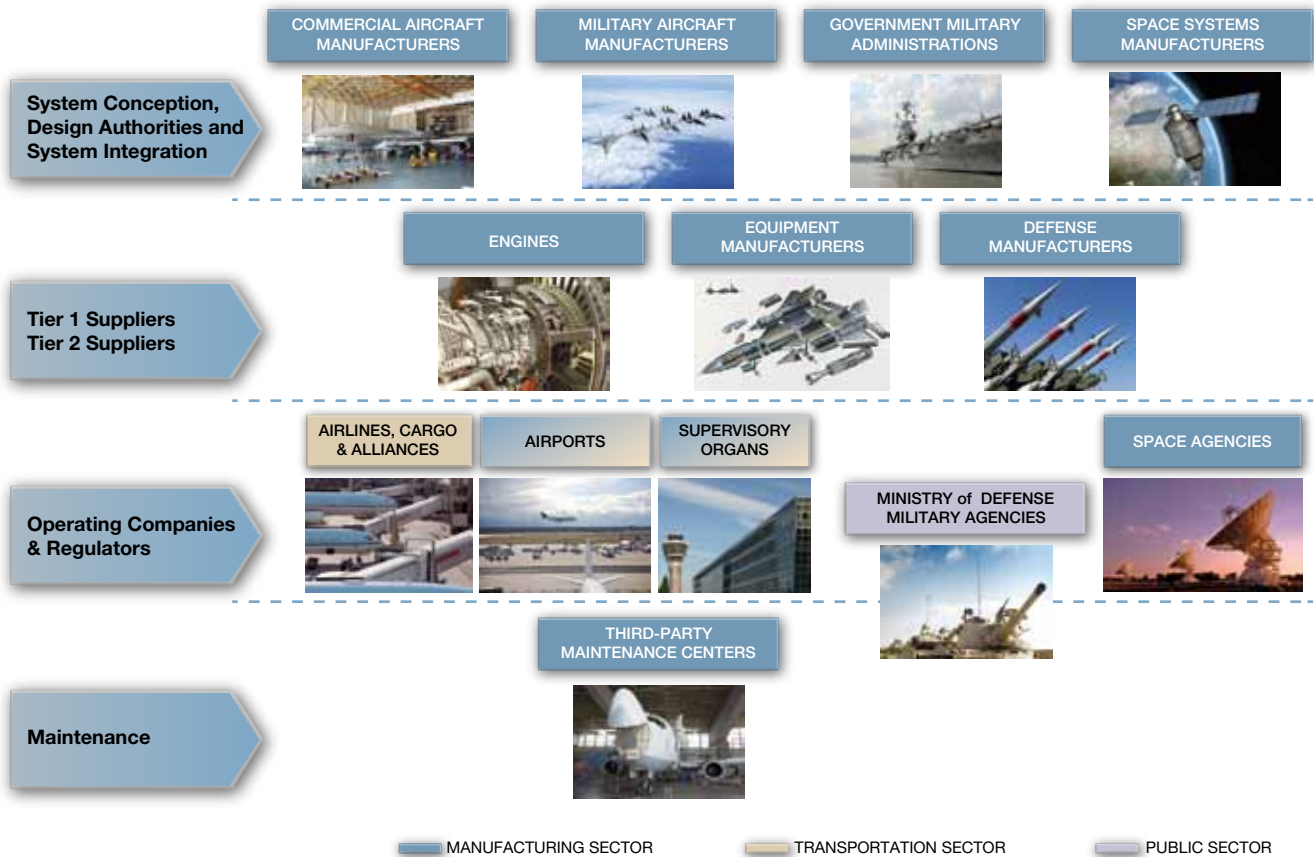 COMMERCIAL AIRCRAFT
MANUFACTURERS
MILITARY AIRCRAFT
MANUFACTURERS
GOVERNMENT MILITARY
ADMINISTRATIONS
SPACE SYSTEMS
MANUFACTURERS
System Conception,
Design Authorities and
System Integration
ENGINES
EQUIPMENT
MANUFACTURERS
DEFENSE
MANUFACTURERS
Tier 1 Suppliers
Tier 2 Suppliers
AIRLINES, CARGO
& ALLIANCES
AIRPORTS
SUPERVISORY
ORGANS
SPACE AGENCIES
MINISTRY of DEFENSE
MILITARY AGENCIES
Operating Companies
& Regulators
THIRD-PARTY
MAINTENANCE CENTERS
Maintenance
MANUFACTURING SECTOR
TRANSPORTATION SECTOR
PUBLIC SECTOR